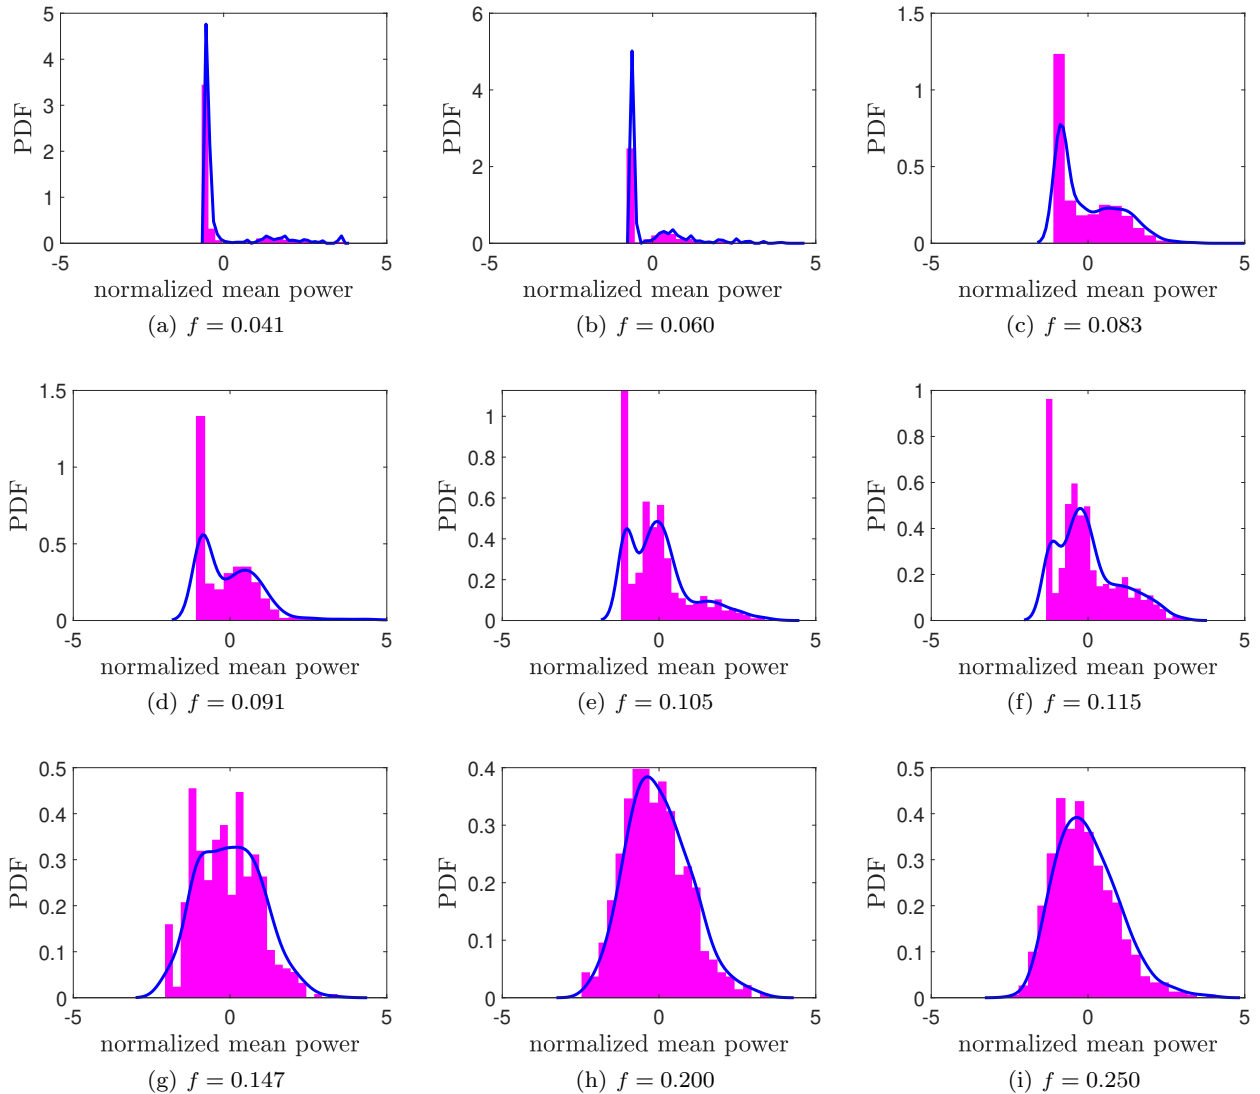 5
4
3
2
1
0
-5
0
5
PDF
normalized mean power
(a) f = 0.041
6
4
2
0
-5
0
5
PDF
normalized mean power
(b) f = 0.060
1.5
1
0.5
0
-5
0
5
PDF
normalized mean power
(c) f = 0.083
1.5
1
0.5
0
-5
0
5
PDF
normalized mean power
(d) f = 0.091
1
0.8
0.6
0.4
0.2
0
-5
0
5
PDF
normalized mean power
(e) f = 0.105
1
0.8
0.6
0.4
0.2
0
-5
0
5
PDF
normalized mean power
(f) f = 0.115
0.5
0.4
0.3
0.2
0.1
0
-5
0
5
PDF
normalized mean power
(g) f = 0.147
0.4
0.3
0.2
0.1
0
-5
0
5
PDF
normalized mean power
(h) f = 0.200
0.5
0.4
0.3
0.2
0.1
0
-5
0
5
PDF
normalized mean power
(i) f = 0.250